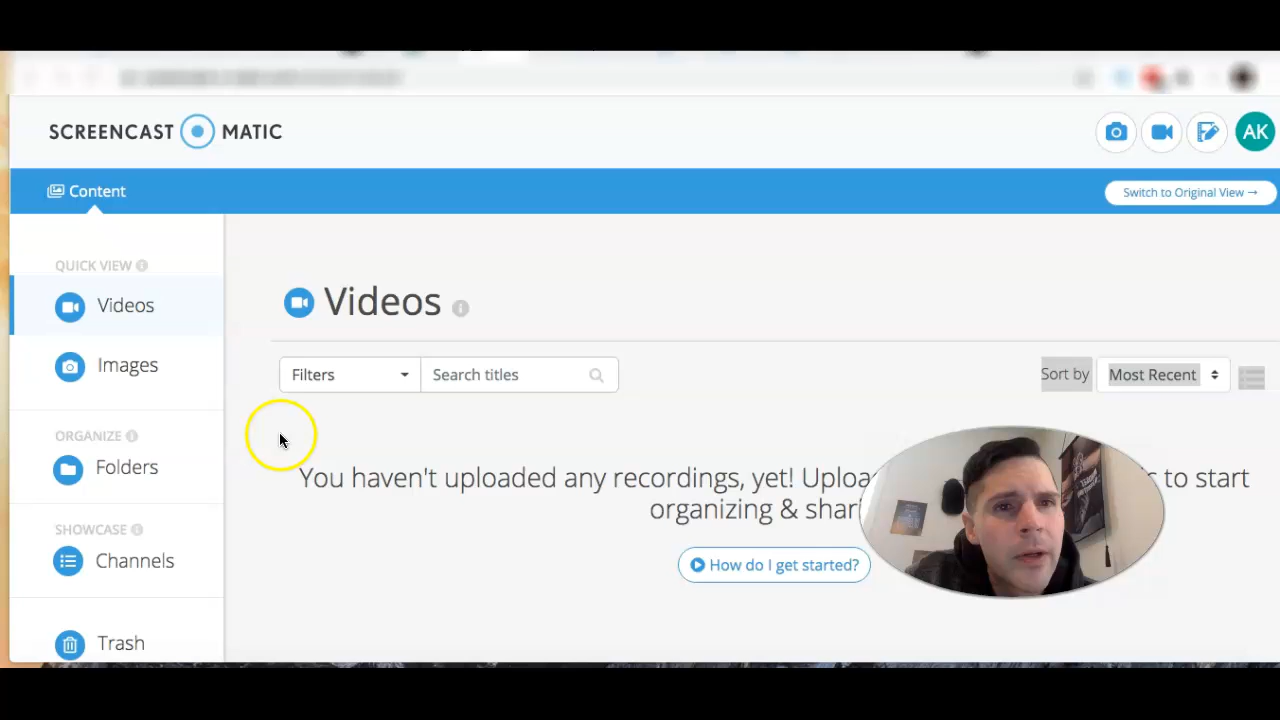 SCREENCAST MATIC
AK
Content
Switch to Original View →
QUICK VIEW
Videos
Images
ORGANIZE
Folders
SHOWCASE
Channels
Trash
Videos
Filters
Search titles
Sort by
Most Recent
You haven't uploaded any recordings, yet! to start
organizing &
How do I get started?